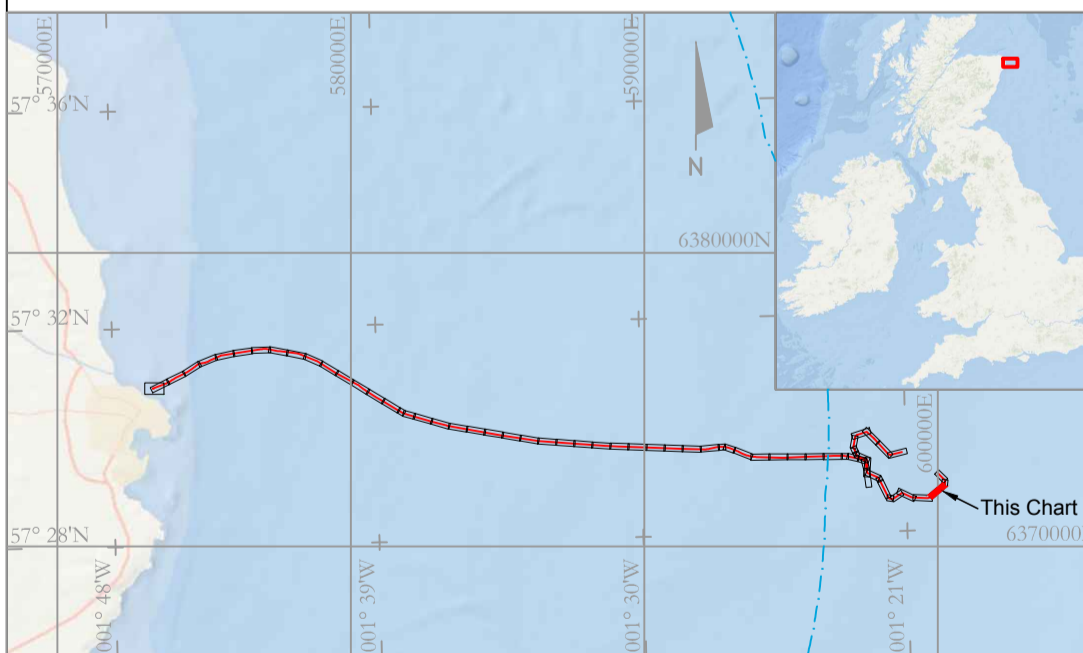 570000E
580000E
590000E
57° 36'N
N
6380000N
57° 32'N
600000E
This Chart
57° 28'N
6370000
001° 48'W
001° 39'W
001° 30'W
001° 21'W